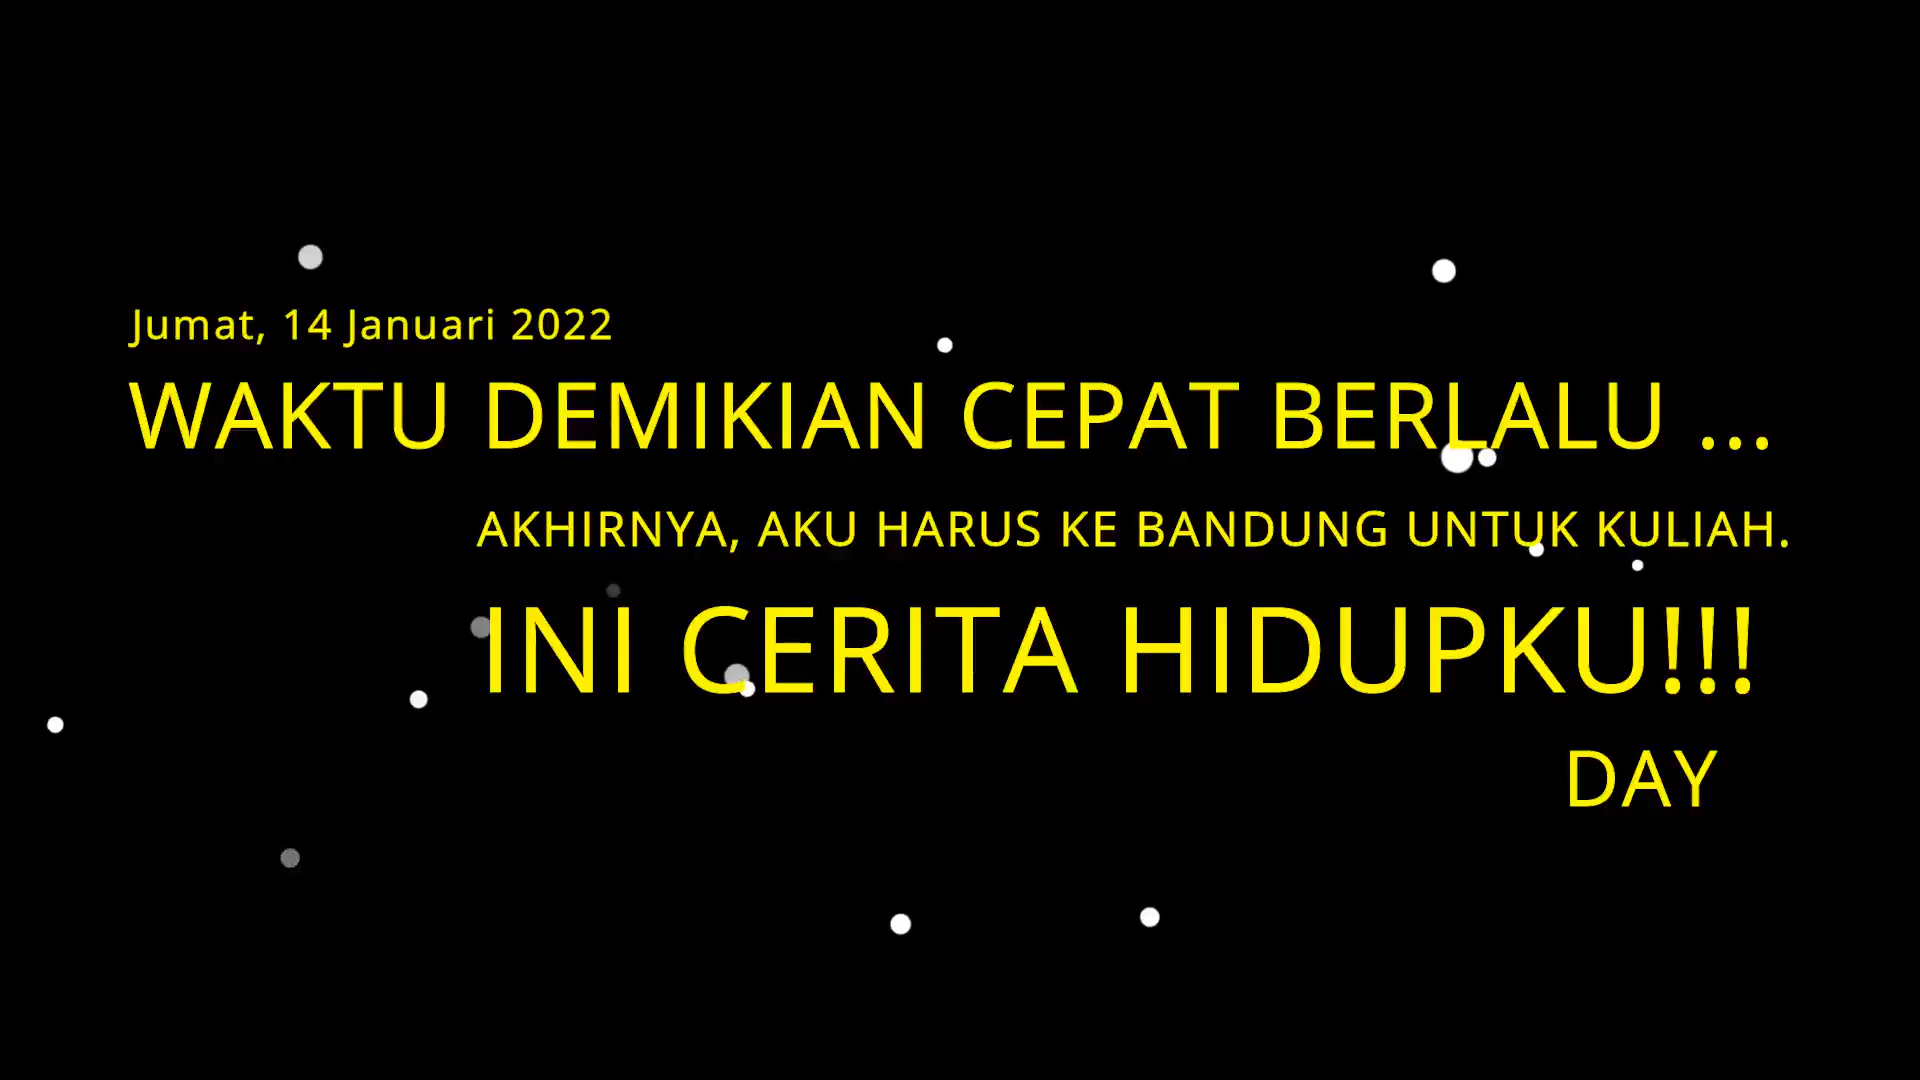 Jumat, 14 Januari 2022
WAKTU DEMIKIAN CEPAT BERLALU ...
AKHIRNYA, AKU HARUS KE BANDUNG UNTUK KULIAH.
INI CERITA HIDUPKU!!!
DAY